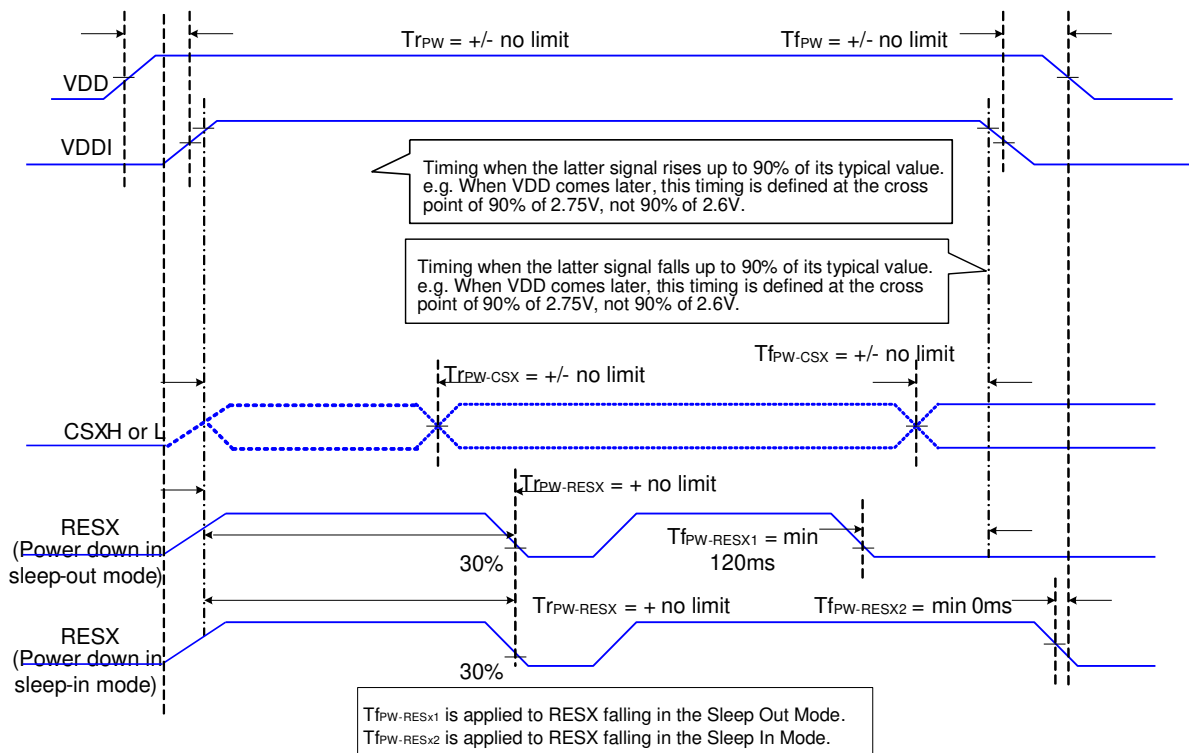 TrPW = +/- no limit
TfPW = +/- no limit
VDD
VDDI
Timing when the latter signal rises up to 90% of its typical value.
e.g. When VDD comes later, this timing is defined at the cross
point of 90% of 2.75V, not 90% of 2.6V.
Timing when the latter signal falls up to 90% of its typical value.
e.g. When VDD comes later, this timing is defined at the cross
point of 90% of 2.75V, not 90% of 2.6V.
TfPW-CSX = +/- no limit
TrPW-CSX = +/- no limit
CSXH or L
TrPW-RESX = + no limit
RESX
(Power down in
sleep-out mode)
30%
TfPW-RESX1 = min
120ms
TrPW-RESX = + no limit
TfPW-RESX2 = min 0ms
RESX
(Power down in
sleep-in mode)
30%
TfPW-RESx1 is applied to RESX falling in the Sleep Out Mode.
TfPW-RESx2 is applied to RESX falling in the Sleep In Mode.